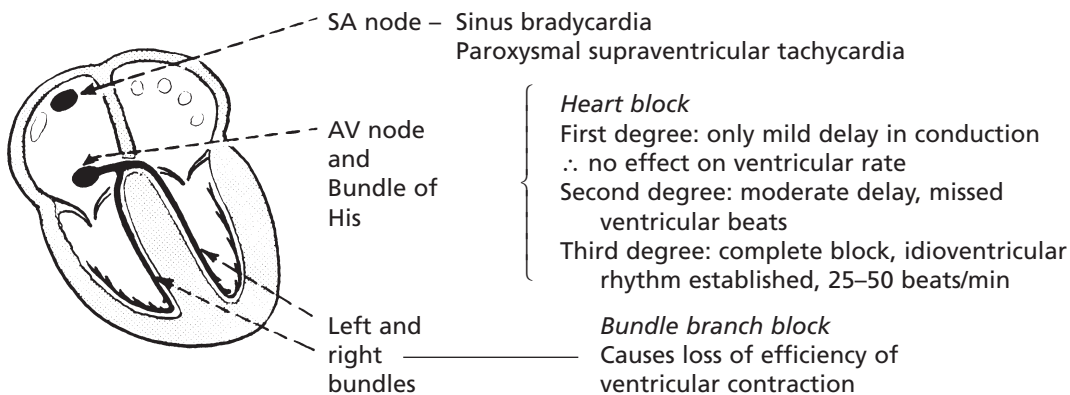 SA node – Sinus bradycardia
Paroxysmal supraventricular tachycardia
AV node
and
Bundle of
His
Heart block
First degree: only mild delay in conduction
∴ no effect on ventricular rate
Second degree: moderate delay, missed
ventricular beats
Third degree: complete block, idioventricular
rhythm established, 25–50 beats/min
Left and
right
bundles
Bundle branch block
Causes loss of efficiency of
ventricular contraction